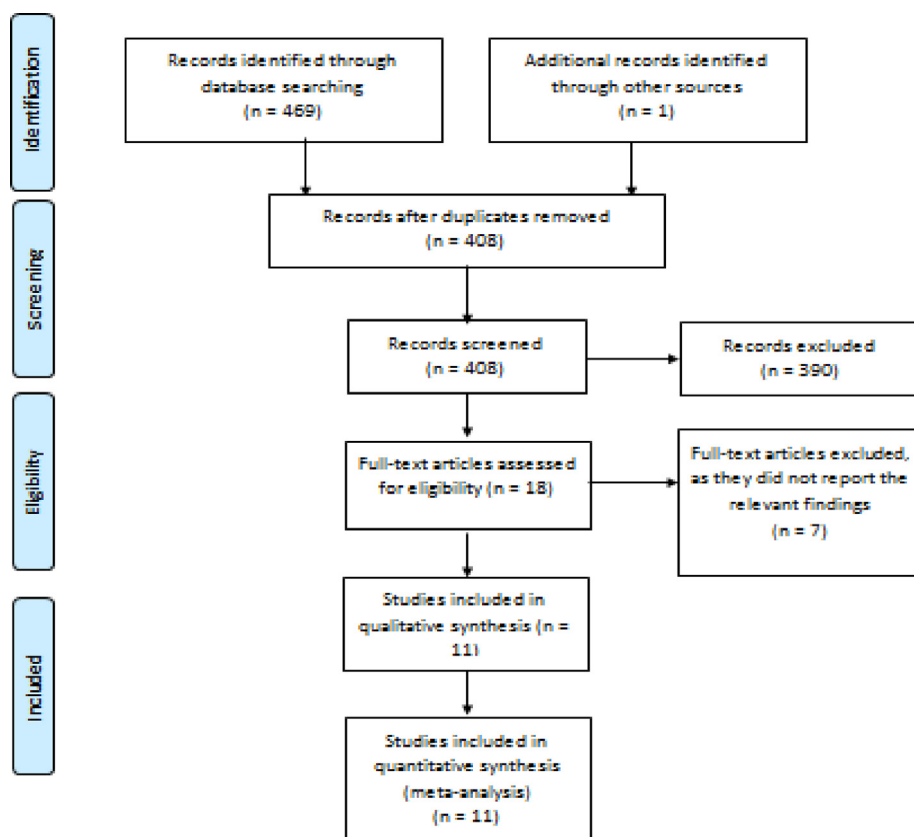 Identification
Records identified through
database searching
(n = 469)
Additional records identified
through other sources
(n = 1)
Screening
Records after duplicates removed
(n = 408)
Records screened
(n = 408)
Records excluded
(n = 390)
Eligibility
Full-text articles assessed
for eligibility (n = 18)
Full-text articles excluded,
as they did not report the
relevant findings
(n = 7)
Included
Studies included in
qualitative synthesis (n =
11)
Studies included in
quantitative synthesis
(meta-analysis)
(n = 11)